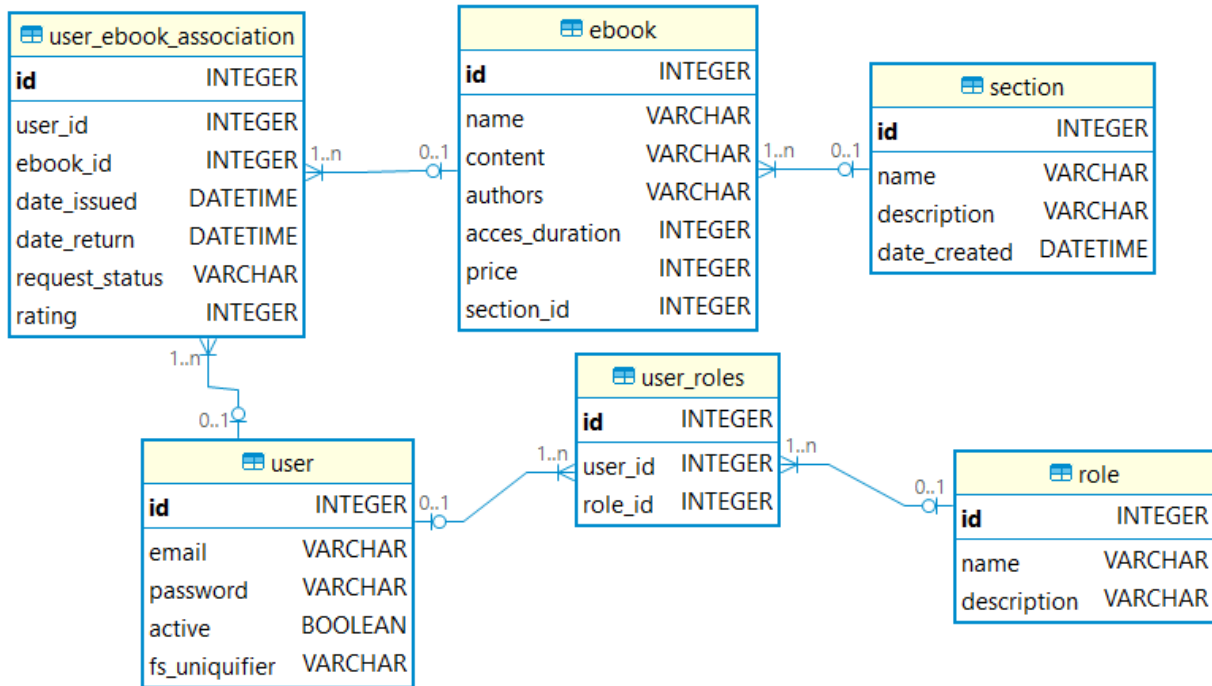 user_ebook_association
id INTEGER
user_id INTEGER
ebook_id INTEGER
date_issued DATETIME
date_return DATETIME
request_status VARCHAR
rating INTEGER
1..n
0..1
ebook
id INTEGER
name VARCHAR
content VARCHAR
authors VARCHAR
acces_duration INTEGER
price INTEGER
section_id INTEGER
1..n
0..1
section
id INTEGER
name VARCHAR
description VARCHAR
date_created DATETIME
1..n
0..1
user
id INTEGER
email VARCHAR
password VARCHAR
active BOOLEAN
fs_uniquifier VARCHAR
0..1
1..n
user_roles
id INTEGER
user_id INTEGER
role_id INTEGER
1..n
0..1
role
id INTEGER
name VARCHAR
description VARCHAR